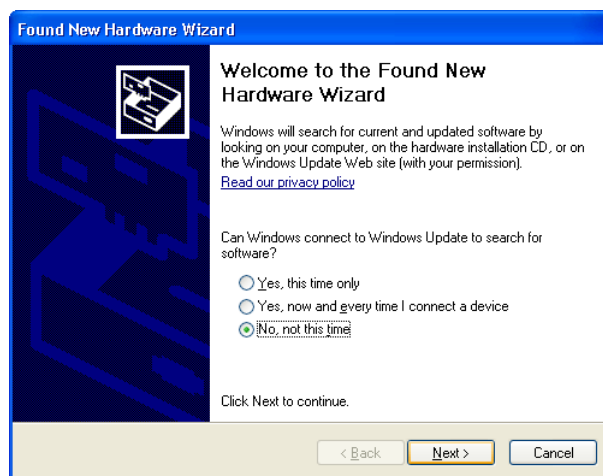 Found New Hardware Wizard
Welcome to the Found New
Hardware Wizard
Windows will search for current and updated software by
looking on your computer, on the hardware installation CD, or on
the Windows Update Web site (with your permission).
Read our privacy policy
Can Windows connect to Windows Update to search for
software?
Yes, this time only
Yes, now and every time I connect a device
No, not this time
Click Next to continue.
< Back
Next >
Cancel